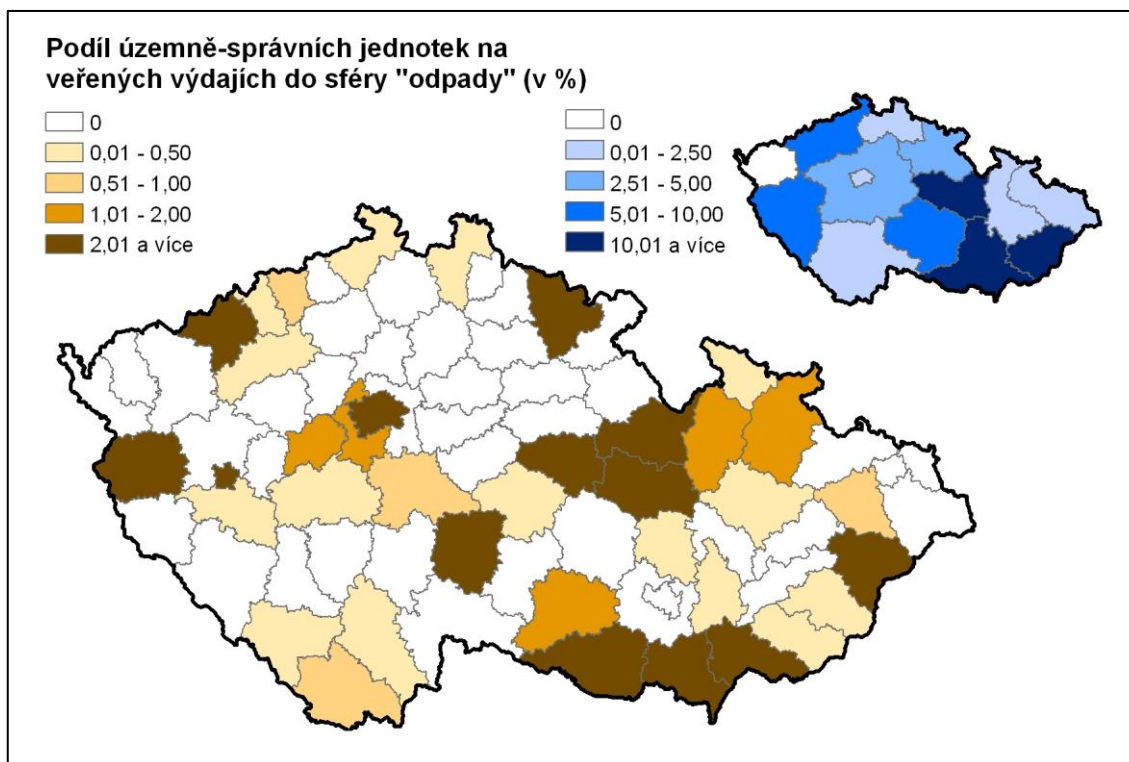 Podíl územně-správních jednotek na
veřených výdajích do sféry "odpady" (v %)
0
0,01 - 0,50
0,51 - 1,00
1,01 - 2,00
2,01 a více
0
0,01 - 2,50
2,51 - 5,00
5,01 - 10,00
10,01 a více